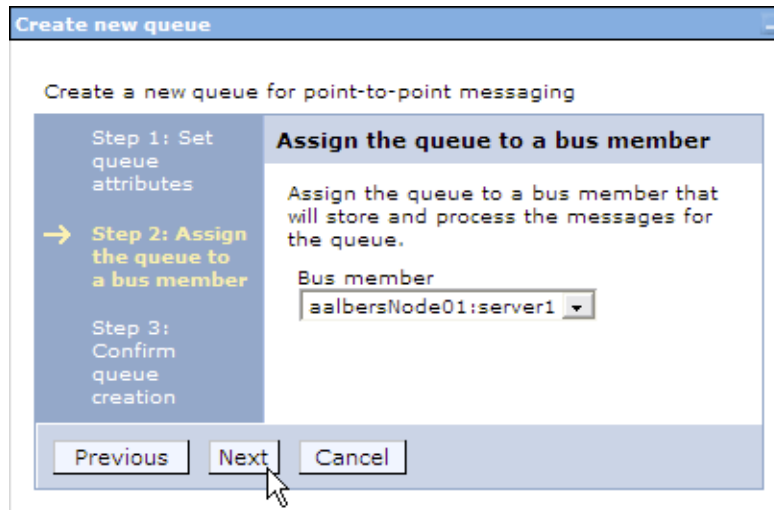 Create new queue
Create a new queue for point-to-point messaging
Step 1: Set
queue
attributes
Step 2: Assign
the queue to
a bus member
Step 3:
Confirm
queue
creation
Assign the queue to a bus member
Assign the queue to a bus member that
will store and process the messages for
the queue.
Bus member
aalbersNode01:server1
Previous Next Cancel